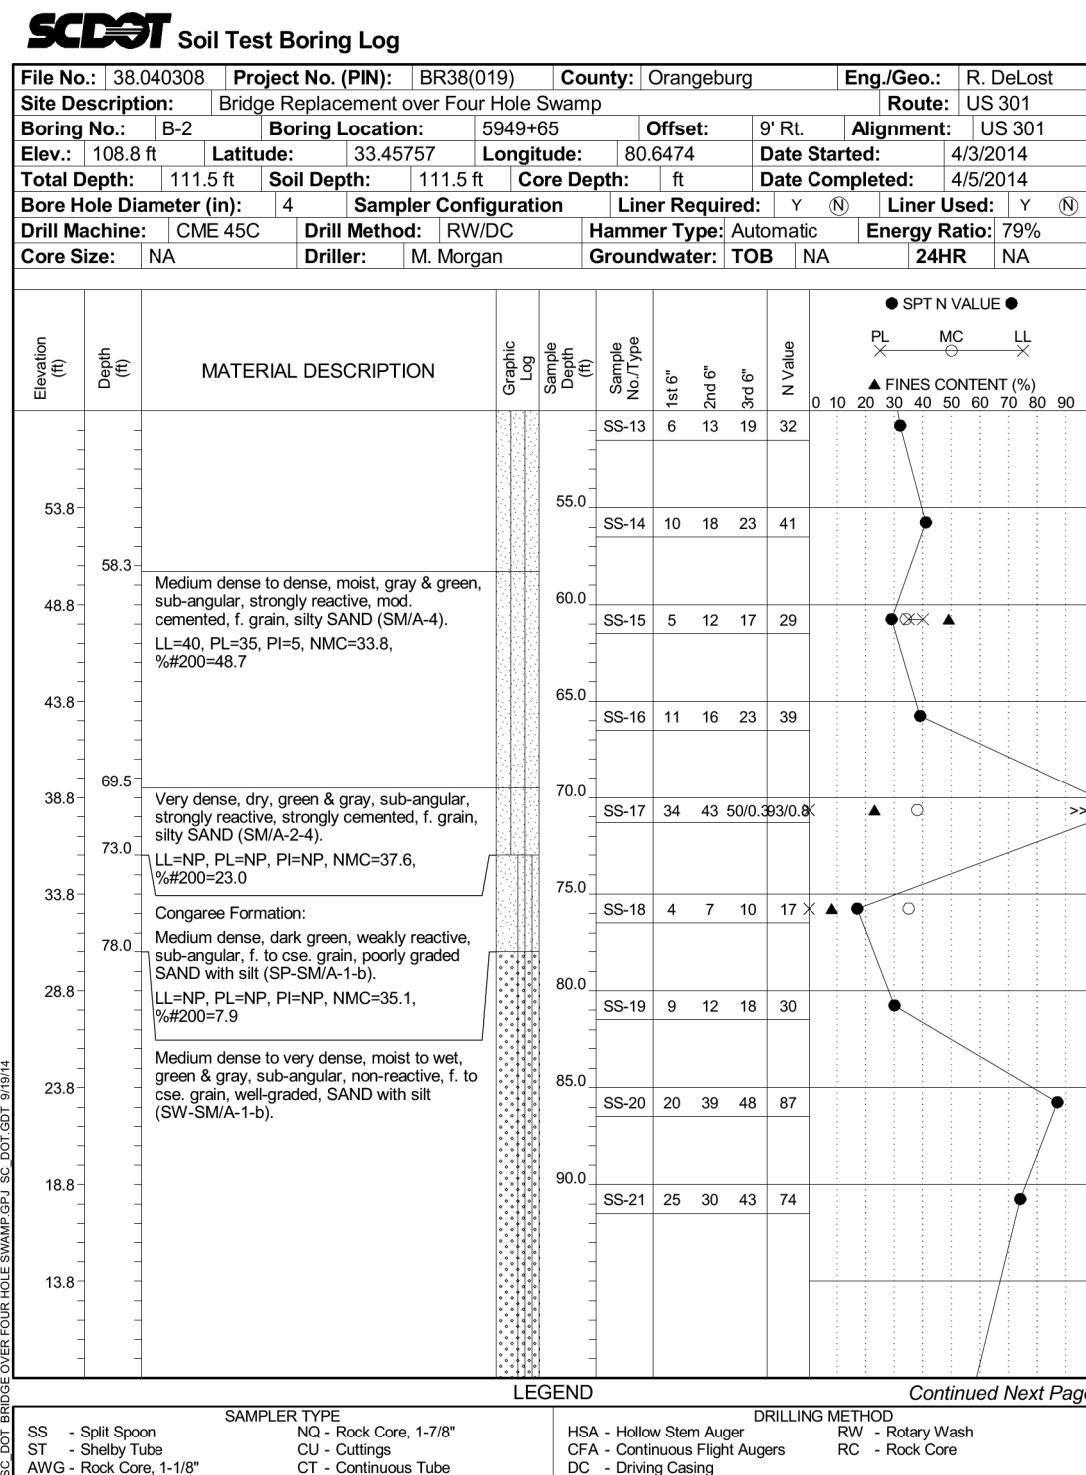 SCDOT Soil Test Boring Log
File No.: 38.040308 Project No. (PIN): BR38(019) County: Orangeburg Eng./Geo.: R. DeLost
Site Description: Bridge Replacement over Four Hole Swamp Route: US 301
Boring No.: B-2 Boring Location: 5949+65 Offset: 9' Rt. Alignment: US 301
Elev.: 108.8 ft Latitude: 33.45757 Longitude: 80.6474 Date Started: 4/3/2014
Total Depth: 111.5 ft Soil Depth: 111.5 ft Core Depth: ft Date Completed: 4/5/2014
Bore Hole Diameter (in): 4 Sampler Configuration Liner Required: Y N Liner Used: Y N
Drill Machine: CME 45C Drill Method: RW/DC Hammer Type: Automatic Energy Ratio: 79%
Core Size: NA Driller: M. Morgan Groundwater: TOB NA 24HR NA
Elevation (ft)
Depth (ft)
MATERIAL DESCRIPTION
Graphic Log
Sample Depth (ft)
Sample No./Type
1st 6"
2nd 6"
3rd 6"
N Value
● SPT N VALUE ●
PL MC LL
▲ FINES CONTENT (%)
0 10 20 30 40 50 60 70 80 90
SS-13 6 13 19 32
53.8 55.0
SS-14 10 18 23 41
58.3
Medium dense to dense, moist, gray & green,
sub-angular, strongly reactive, mod.
cemented, f. grain, silty SAND (SM/A-4).
LL=40, PL=35, PI=5, NMC=33.8,
%#200=48.7
48.8 60.0
SS-15 5 12 17 29
43.8 65.0
SS-16 11 16 23 39
69.5
38.8 70.0
Very dense, dry, green & gray, sub-angular,
strongly reactive, strongly cemented, f. grain,
silty SAND (SM/A-2-4).
LL=NP, PL=NP, PI=NP, NMC=37.6,
%#200=23.0
SS-17 34 43 50/0.3 93/0.8 >>
73.0
33.8 75.0
Congaree Formation:
Medium dense, dark green, weakly reactive,
sub-angular, f. to cse. grain, poorly graded
SAND with silt (SP-SM/A-1-b).
LL=NP, PL=NP, PI=NP, NMC=35.1,
%#200=7.9
SS-18 4 7 10 17
78.0
28.8 80.0
SS-19 9 12 18 30
Medium dense to very dense, moist to wet,
green & gray, sub-angular, non-reactive, f. to
cse. grain, well-graded, SAND with silt
(SW-SM/A-1-b).
23.8 85.0
SS-20 20 39 48 87
18.8 90.0
SS-21 25 30 43 74
13.8
SC_DOT BRIDGE OVER FOUR HOLE SWAMP.GPJ SC_DOT.GDT 9/19/14
LEGEND Continued Next Page
SAMPLER TYPE DRILLING METHOD
SS - Split Spoon NQ - Rock Core, 1-7/8" HSA - Hollow Stem Auger RW - Rotary Wash
ST - Shelby Tube CU - Cuttings CFA - Continuous Flight Augers RC - Rock Core
AWG - Rock Core, 1-1/8" CT - Continuous Tube DC - Driving Casing